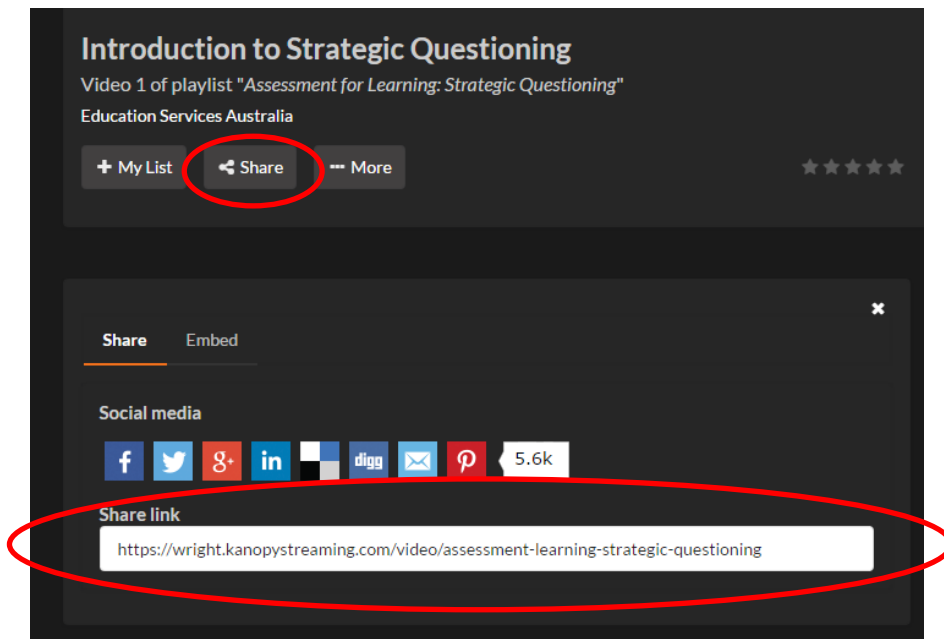 Introduction to Strategic Questioning
Video 1 of playlist "Assessment for Learning: Strategic Questioning"
Education Services Australia
+ My List Share ••• More
Share Embed
Social media
f g+ in digg 5.6k
Share link
https://wright.kanopystreaming.com/video/assessment-learning-strategic-questioning